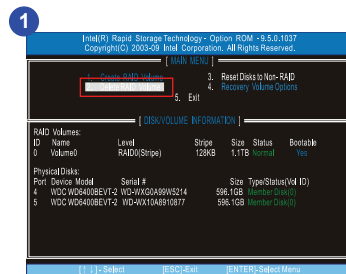 1
Intel(R) Rapid Storage Technology - Option ROM - 9.5.0.1037
Copyright(C) 2003-09 Intel Corporation. All Rights Reserved.
[ MAIN MENU ]
1. Create RAID Volume
3. Reset Disks to Non- RAID
2. Delete RAID Volume
4. Recovery Volume Options
5. Exit
[ DISK/VOLUME INFORMATION ]
RAID Volumes:
ID Name Level Stripe Size Status Bootable
0 Volume0 RAID0(Stripe) 128KB 1.1TB Normal Yes
Physical Disks:
Port Device Model Serial # Size Type/Status(Vol ID)
4 WDC WD6400BEVT-2 WD-WXG0A99W5214 596.1GB Member Disk(0)
5 WDC WD6400BEVT-2 WD-WX10A8910877 596.1GB Member Disk(0)
[↑↓]- Select [ESC]-Exit [ENTER]-Select Menu